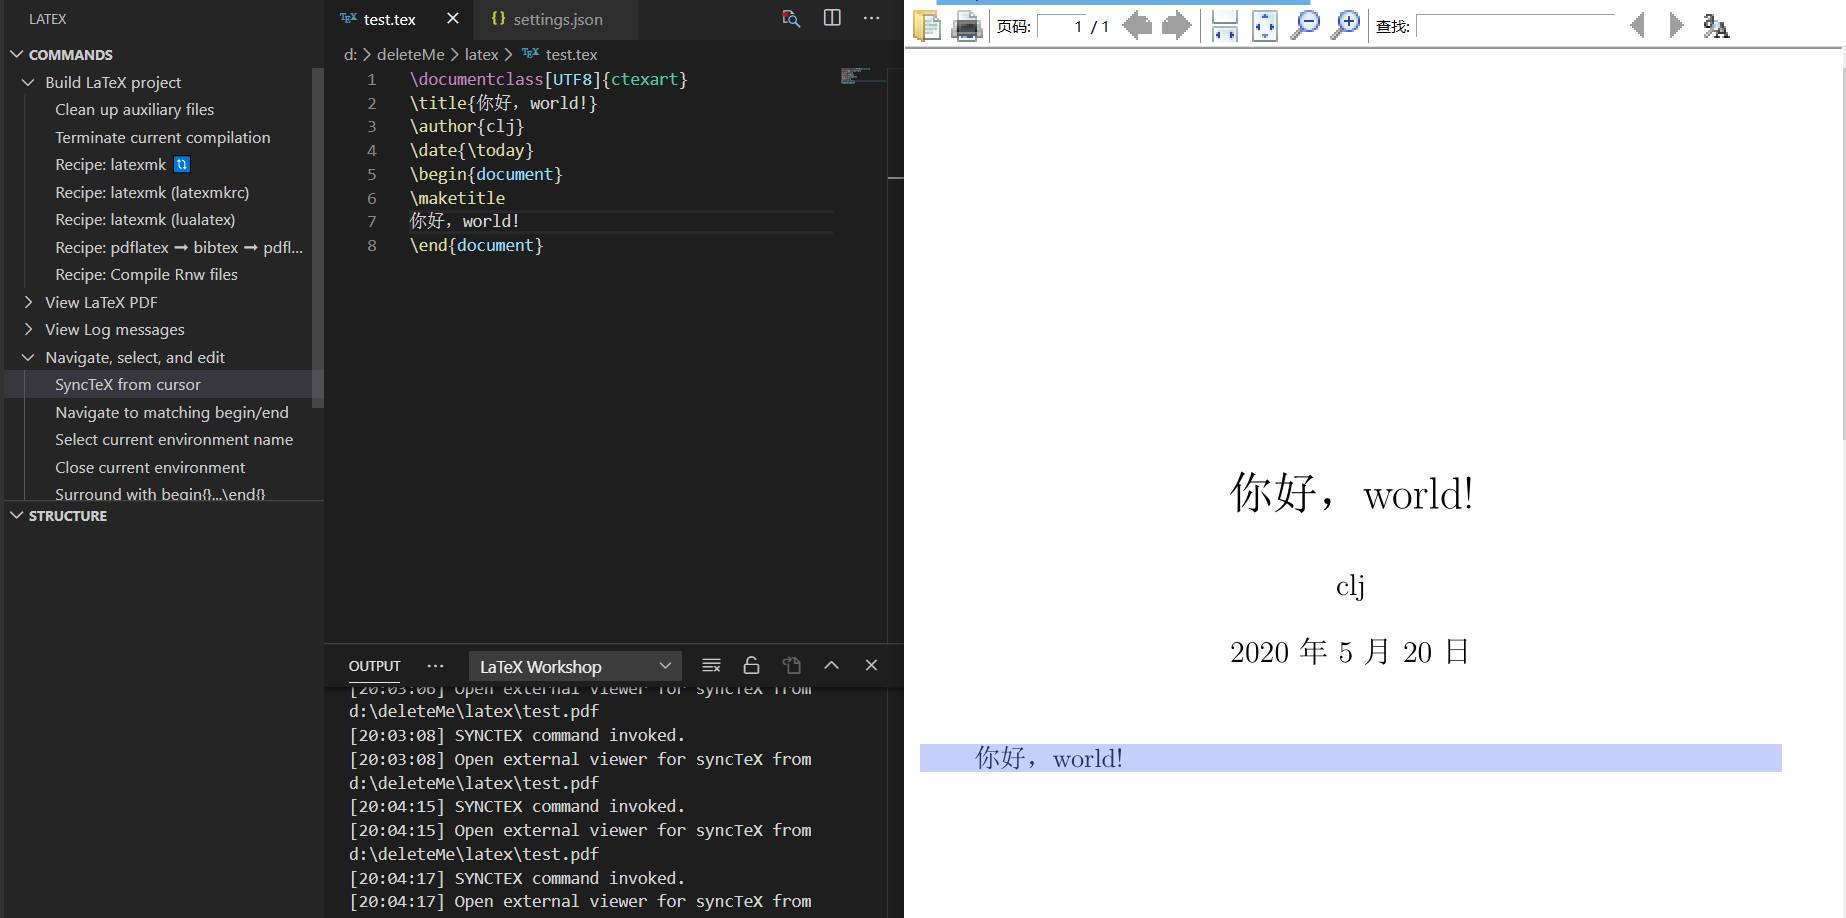 LATEX
COMMANDS
Build LaTeX project
Clean up auxiliary files
Terminate current compilation
Recipe: latexmk
Recipe: latexmk (latexmkrc)
Recipe: latexmk (lualatex)
Recipe: pdflatex ➞ bibtex ➞ pdfl...
Recipe: Compile Rnw files
View LaTeX PDF
View Log messages
Navigate, select, and edit
SyncTeX from cursor
Navigate to matching begin/end
Select current environment name
Close current environment
Surround with begin{}...\end{}
STRUCTURE
TEX test.tex
{} settings.json
d: > deleteMe > latex > TEX test.tex
1 \documentclass[UTF8]{ctexart}
2 \title{你好，world!}
3 \author{clj}
4 \date{\today}
5 \begin{document}
6 \maketitle
7 你好，world!
8 \end{document}
OUTPUT
LaTeX Workshop
[20:03:06] Open external viewer for syncTeX from
d:\deleteMe\latex\test.pdf
[20:03:08] SYNCTEX command invoked.
[20:03:08] Open external viewer for syncTeX from
d:\deleteMe\latex\test.pdf
[20:04:15] SYNCTEX command invoked.
[20:04:15] Open external viewer for syncTeX from
d:\deleteMe\latex\test.pdf
[20:04:17] SYNCTEX command invoked.
[20:04:17] Open external viewer for syncTeX from
页码: 1 / 1
查找:
你好，world!
clj
2020 年 5 月 20 日
你好，world!